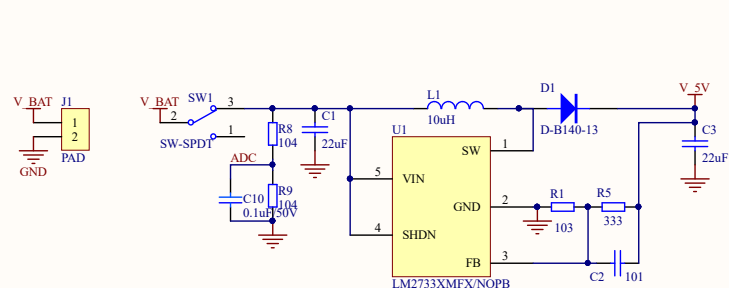 V_BAT
J1
1
2
PAD
GND
V_BAT
SW1
2
3
1
SW-SPDT
R8
104
ADC
C10
0.1uF/50V
R9
104
C1
22uF
L1
10uH
D1
D-B140-13
V_5V
C3
22uF
U1
5
VIN
4
SHDN
SW
1
GND
2
FB
3
LM2733XMFX/NOPB
R1
103
R5
333
C2
101